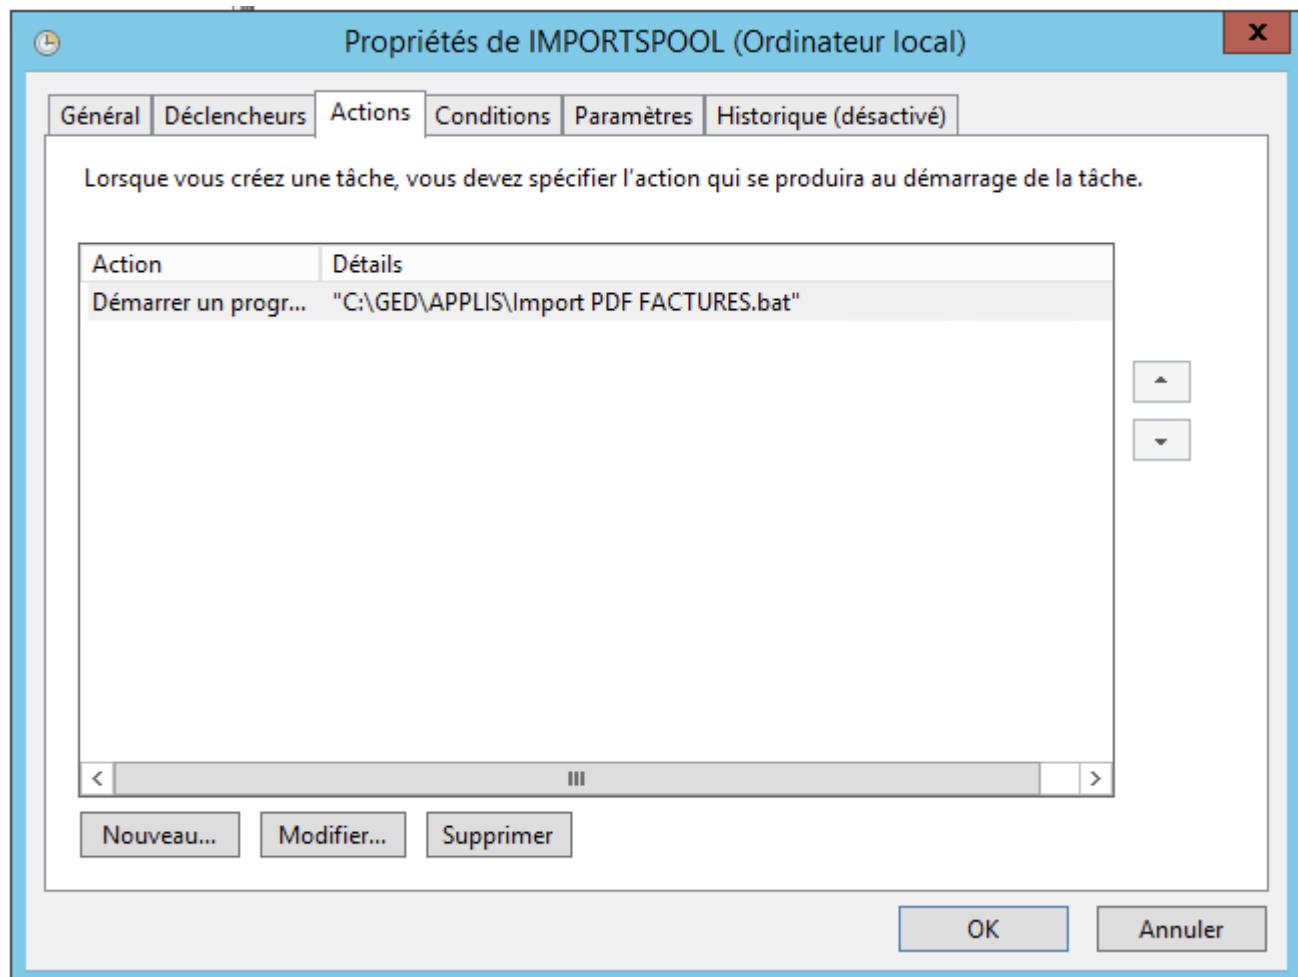 Propriétés de IMPORTSPOOL (Ordinateur local)
x
Général Déclencheurs Actions Conditions Paramètres Historique (désactivé)
Lorsque vous créez une tâche, vous devez spécifier l'action qui se produira au démarrage de la tâche.
Action Détails
Démarrer un progr... "C:\GED\APPLIS\Import PDF FACTURES.bat"
Nouveau... Modifier... Supprimer
OK Annuler